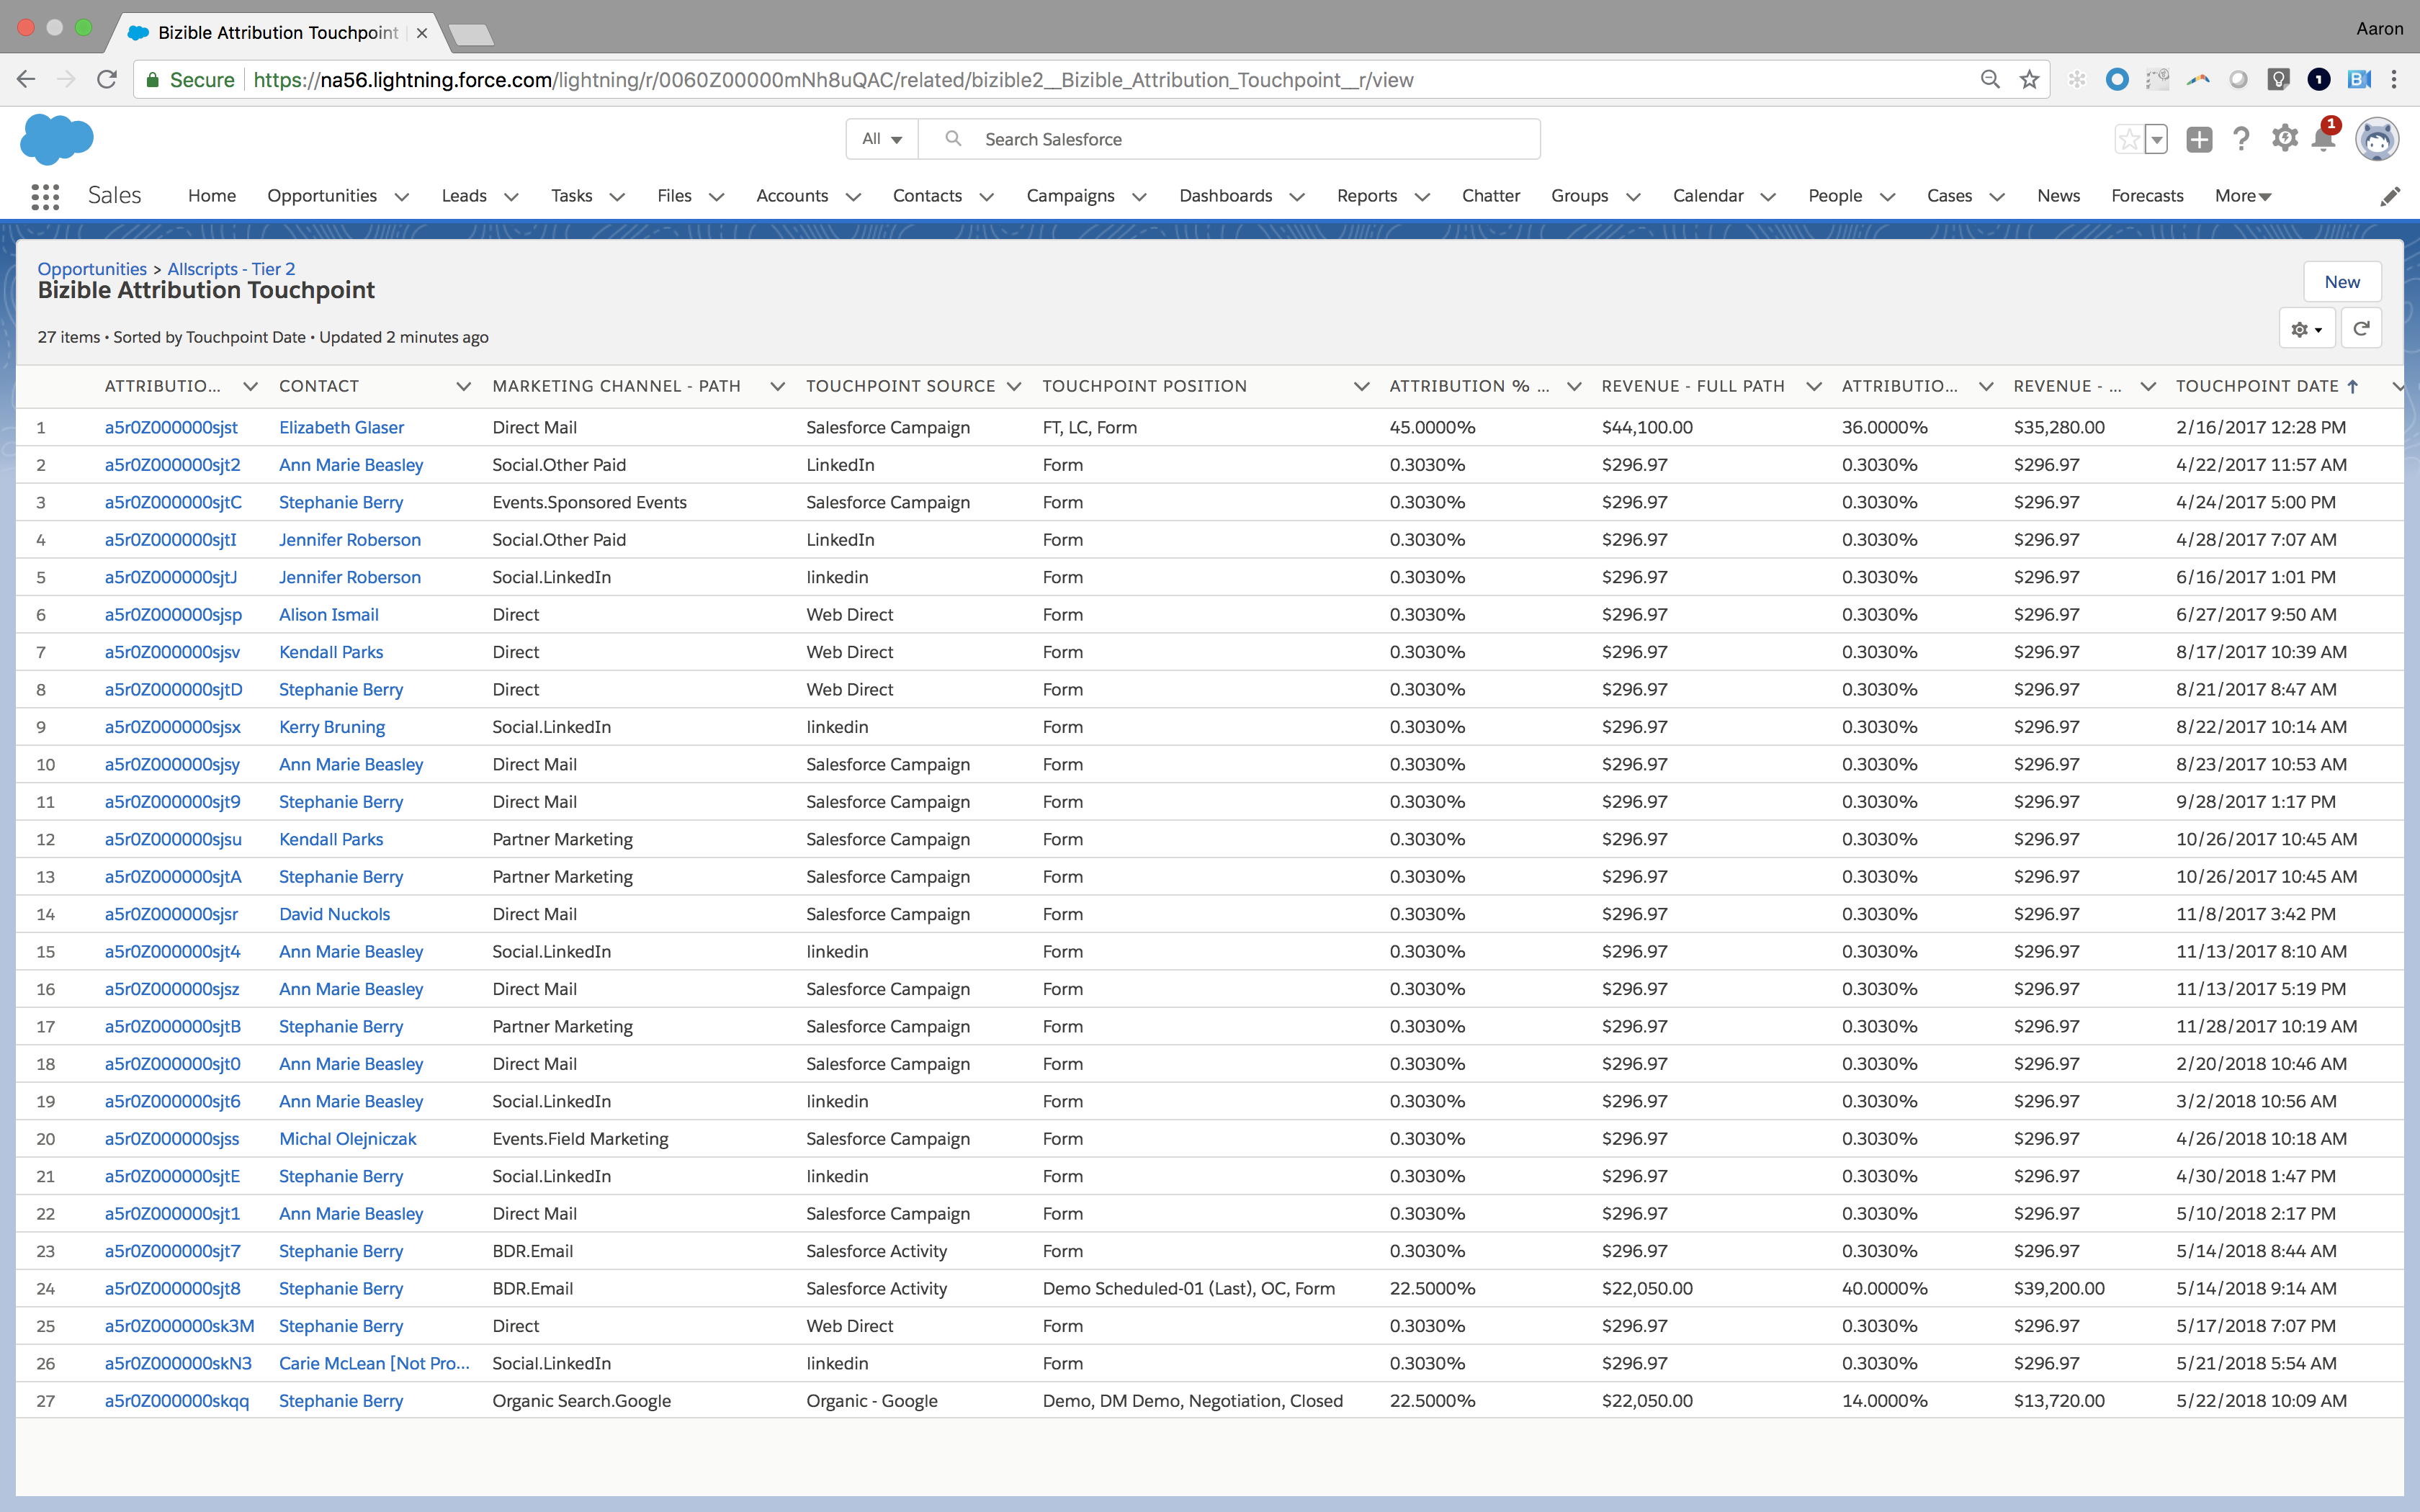 Bizible Attribution Touchpoint
Aaron
Secure https://na56.lightning.force.com/lightning/r/0060Z00000mNh8uQAC/related/bizible2__Bizible_Attribution_Touchpoint__r/view
All Search Salesforce 1
Sales Home Opportunities Leads Tasks Files Accounts Contacts Campaigns Dashboards Reports Chatter Groups Calendar People Cases News Forecasts More
Opportunities > Allscripts - Tier 2
Bizible Attribution Touchpoint
New
27 items • Sorted by Touchpoint Date • Updated 2 minutes ago
ATTRIBUTIO... CONTACT MARKETING CHANNEL - PATH TOUCHPOINT SOURCE TOUCHPOINT POSITION ATTRIBUTION % ... REVENUE - FULL PATH ATTRIBUTIO... REVENUE - ... TOUCHPOINT DATE ↑
1 a5r0Z000000sjst Elizabeth Glaser Direct Mail Salesforce Campaign FT, LC, Form 45.0000% $44,100.00 36.0000% $35,280.00 2/16/2017 12:28 PM
2 a5r0Z000000sjt2 Ann Marie Beasley Social.Other Paid LinkedIn Form 0.3030% $296.97 0.3030% $296.97 4/22/2017 11:57 AM
3 a5r0Z000000sjtC Stephanie Berry Events.Sponsored Events Salesforce Campaign Form 0.3030% $296.97 0.3030% $296.97 4/24/2017 5:00 PM
4 a5r0Z000000sjtI Jennifer Roberson Social.Other Paid LinkedIn Form 0.3030% $296.97 0.3030% $296.97 4/28/2017 7:07 AM
5 a5r0Z000000sjtJ Jennifer Roberson Social.LinkedIn linkedin Form 0.3030% $296.97 0.3030% $296.97 6/16/2017 1:01 PM
6 a5r0Z000000sjsp Alison Ismail Direct Web Direct Form 0.3030% $296.97 0.3030% $296.97 6/27/2017 9:50 AM
7 a5r0Z000000sjsv Kendall Parks Direct Web Direct Form 0.3030% $296.97 0.3030% $296.97 8/17/2017 10:39 AM
8 a5r0Z000000sjtD Stephanie Berry Direct Web Direct Form 0.3030% $296.97 0.3030% $296.97 8/21/2017 8:47 AM
9 a5r0Z000000sjsx Kerry Bruning Social.LinkedIn linkedin Form 0.3030% $296.97 0.3030% $296.97 8/22/2017 10:14 AM
10 a5r0Z000000sjsy Ann Marie Beasley Direct Mail Salesforce Campaign Form 0.3030% $296.97 0.3030% $296.97 8/23/2017 10:53 AM
11 a5r0Z000000sjt9 Stephanie Berry Direct Mail Salesforce Campaign Form 0.3030% $296.97 0.3030% $296.97 9/28/2017 1:17 PM
12 a5r0Z000000sjsu Kendall Parks Partner Marketing Salesforce Campaign Form 0.3030% $296.97 0.3030% $296.97 10/26/2017 10:45 AM
13 a5r0Z000000sjtA Stephanie Berry Partner Marketing Salesforce Campaign Form 0.3030% $296.97 0.3030% $296.97 10/26/2017 10:45 AM
14 a5r0Z000000sjsr David Nuckols Direct Mail Salesforce Campaign Form 0.3030% $296.97 0.3030% $296.97 11/8/2017 3:42 PM
15 a5r0Z000000sjt4 Ann Marie Beasley Social.LinkedIn linkedin Form 0.3030% $296.97 0.3030% $296.97 11/13/2017 8:10 AM
16 a5r0Z000000sjsz Ann Marie Beasley Direct Mail Salesforce Campaign Form 0.3030% $296.97 0.3030% $296.97 11/13/2017 5:19 PM
17 a5r0Z000000sjtB Stephanie Berry Partner Marketing Salesforce Campaign Form 0.3030% $296.97 0.3030% $296.97 11/28/2017 10:19 AM
18 a5r0Z000000sjt0 Ann Marie Beasley Direct Mail Salesforce Campaign Form 0.3030% $296.97 0.3030% $296.97 2/20/2018 10:46 AM
19 a5r0Z000000sjt6 Ann Marie Beasley Social.LinkedIn linkedin Form 0.3030% $296.97 0.3030% $296.97 3/2/2018 10:56 AM
20 a5r0Z000000sjss Michal Olejniczak Events.Field Marketing Salesforce Campaign Form 0.3030% $296.97 0.3030% $296.97 4/26/2018 10:18 AM
21 a5r0Z000000sjtE Stephanie Berry Social.LinkedIn linkedin Form 0.3030% $296.97 0.3030% $296.97 4/30/2018 1:47 PM
22 a5r0Z000000sjt1 Ann Marie Beasley Direct Mail Salesforce Campaign Form 0.3030% $296.97 0.3030% $296.97 5/10/2018 2:17 PM
23 a5r0Z000000sjt7 Stephanie Berry BDR.Email Salesforce Activity Form 0.3030% $296.97 0.3030% $296.97 5/14/2018 8:44 AM
24 a5r0Z000000sjt8 Stephanie Berry BDR.Email Salesforce Activity Demo Scheduled-01 (Last), OC, Form 22.5000% $22,050.00 40.0000% $39,200.00 5/14/2018 9:14 AM
25 a5r0Z000000sk3M Stephanie Berry Direct Web Direct Form 0.3030% $296.97 0.3030% $296.97 5/17/2018 7:07 PM
26 a5r0Z000000skN3 Carie McLean [Not Pro... Social.LinkedIn linkedin Form 0.3030% $296.97 0.3030% $296.97 5/21/2018 5:54 AM
27 a5r0Z000000skqq Stephanie Berry Organic Search.Google Organic - Google Demo, DM Demo, Negotiation, Closed 22.5000% $22,050.00 14.0000% $13,720.00 5/22/2018 10:09 AM